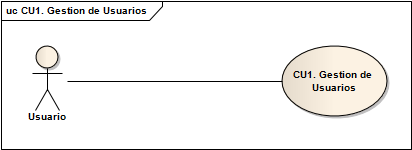 uc CU1. Gestion de Usuarios
CU1. Gestion de
Usuarios
Usuario